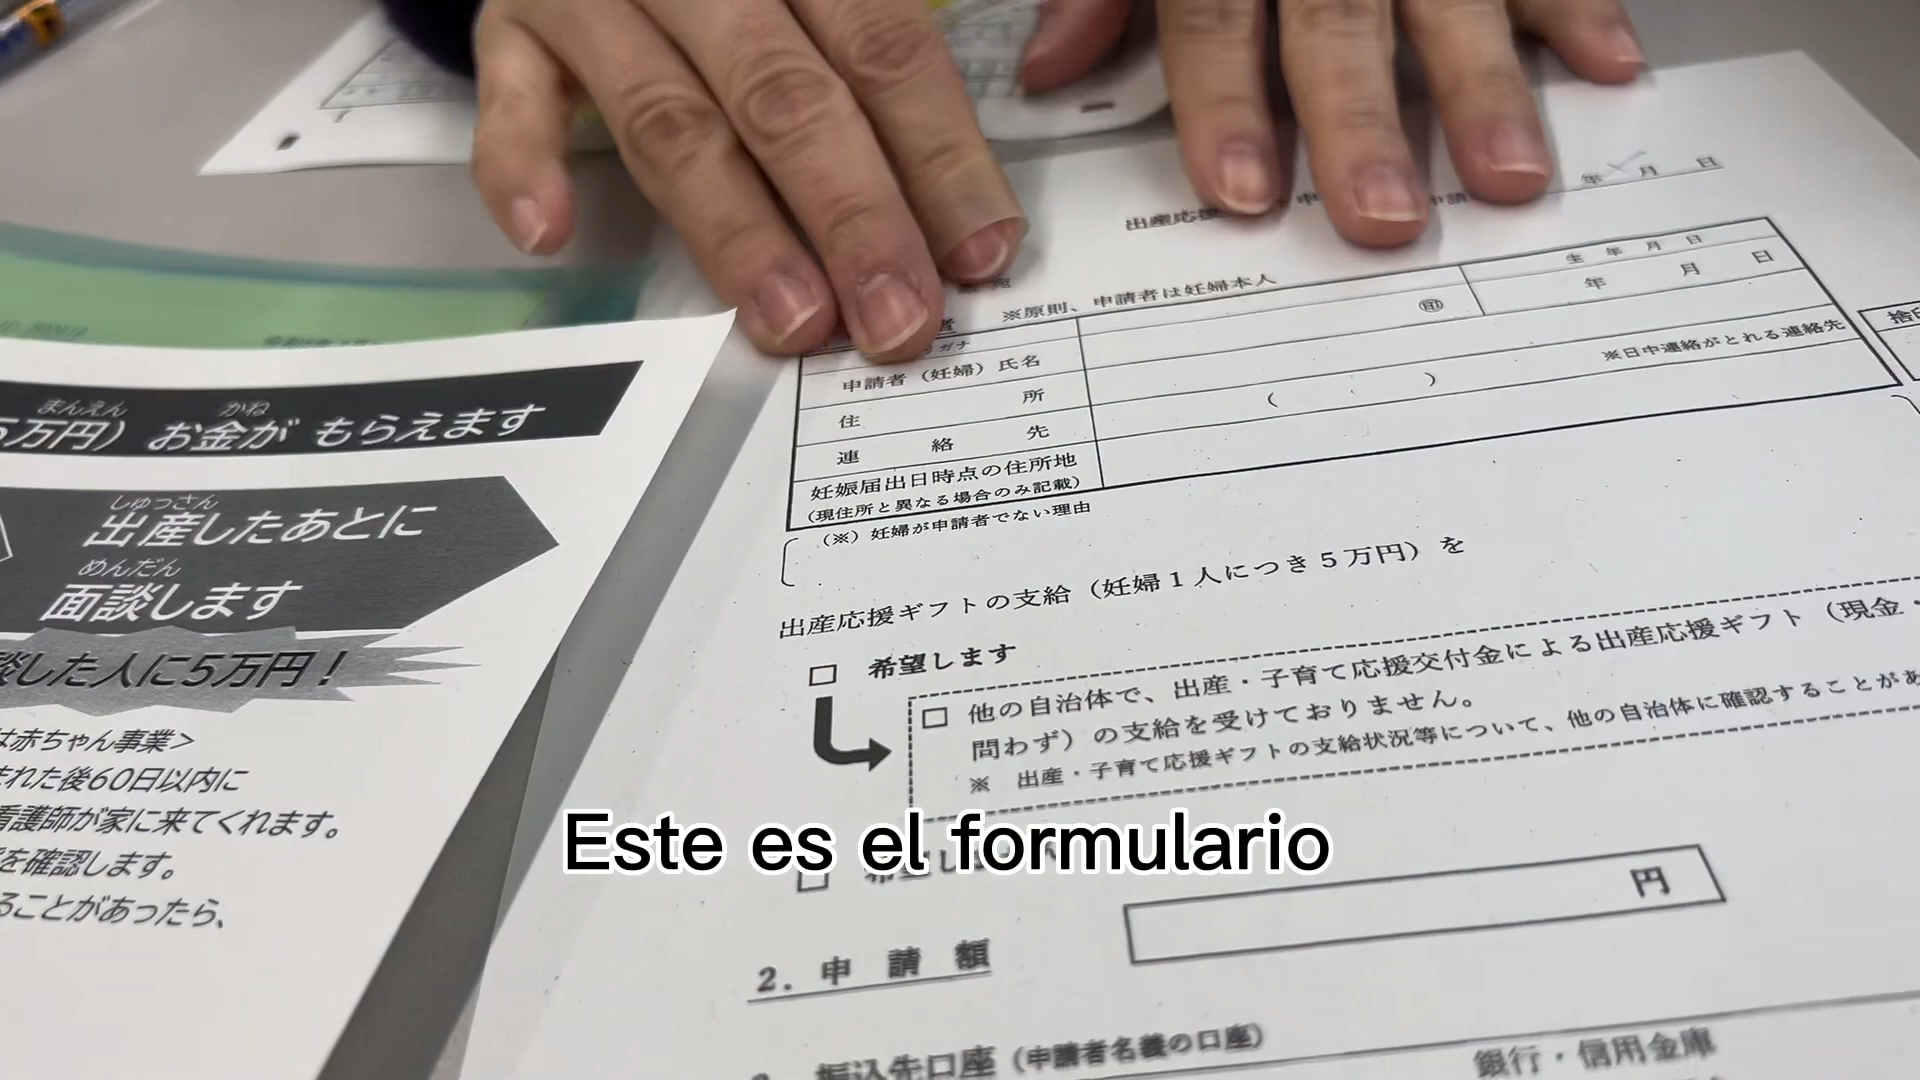 5万円）お金が もらえます
まんえん かね
しゅっさん
出産したあとに
めんだん
面談します
談した人に5万円！
は赤ちゃん事業＞
まれた後60日以内に
看護師が家に来てくれます。
を確認します。
ることがあったら、
年 月 日
出産応援
※原則、申請者は妊婦本人
生 年 月 日
ガナ
申請者（妊婦）氏名
印
年 月 日
住 所
捨印
連 絡 先
（ ）
※日中連絡がとれる連絡先
妊娠届出日時点の住所地
（現住所と異なる場合のみ記載）
（※）妊婦が申請者でない理由
出産応援ギフトの支給（妊婦1人につき5万円）を
□ 希望します
□ 他の自治体で、出産・子育て応援交付金による出産応援ギフト（現金・
問わず）の支給を受けておりません。
※ 出産・子育て応援ギフトの支給状況等について、他の自治体に確認することがあ
Este es el formulario
円
2．申 請 額
振込先口座（申請者名義の口座）
銀行・信用金庫